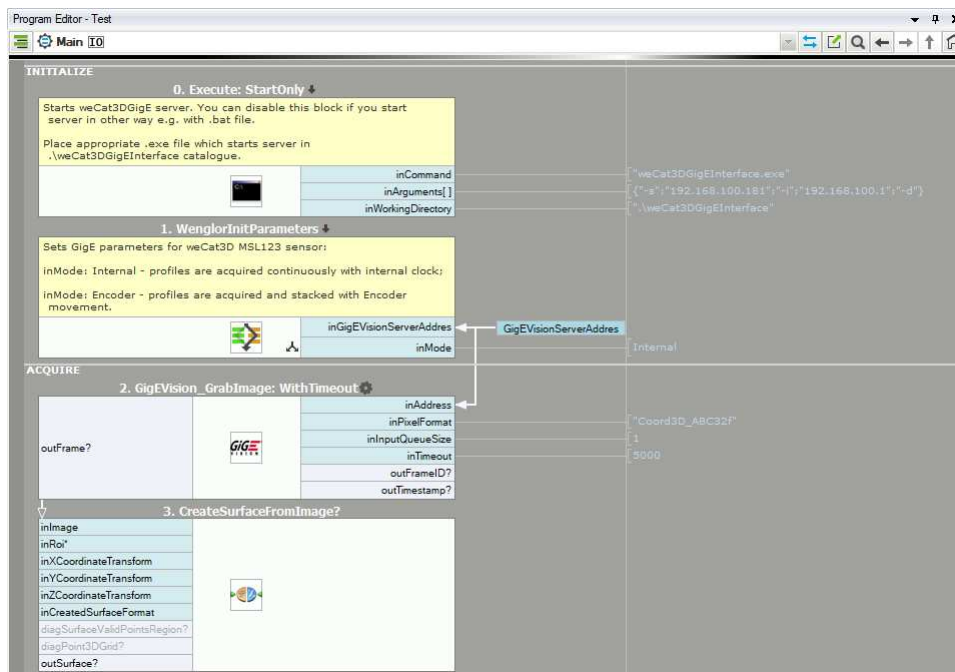 Program Editor - Test
Main IO
INITIALIZE
0. Execute: StartOnly
Starts weCat3DGigE server. You can disable this block if you start
server in other way e.g. with .bat file.
Place appropriate .exe file which starts server in
.\weCat3DGigEInterface catalogue.
inCommand
"weCat3DGigEInterface.exe"
inArguments[ ]
{"-s";"192.168.100.181";"-i";"192.168.100.1";"-d"}
inWorkingDirectory
".\weCat3DGigEInterface"
1. WenglorInitParameters
Sets GigE parameters for weCat3D MSL123 sensor:
inMode: Internal - profiles are acquired continuously with internal clock;
inMode: Encoder - profiles are acquired and stacked with Encoder
movement.
inGigEVisionServerAddres
GigEVisionServerAddres
inMode
Internal
ACQUIRE
2. GigEVision_GrabImage: WithTimeout
outFrame?
GiGE
VISION
inAddress
inPixelFormat
"Coord3D_ABC32f"
inInputQueueSize
1
inTimeout
5000
outFrameID?
outTimestamp?
3. CreateSurfaceFromImage?
inImage
inRoi*
inXCoordinateTransform
inYCoordinateTransform
inZCoordinateTransform
inCreatedSurfaceFormat
diagSurfaceValidPointsRegion?
diagPoint3DGrid?
outSurface?